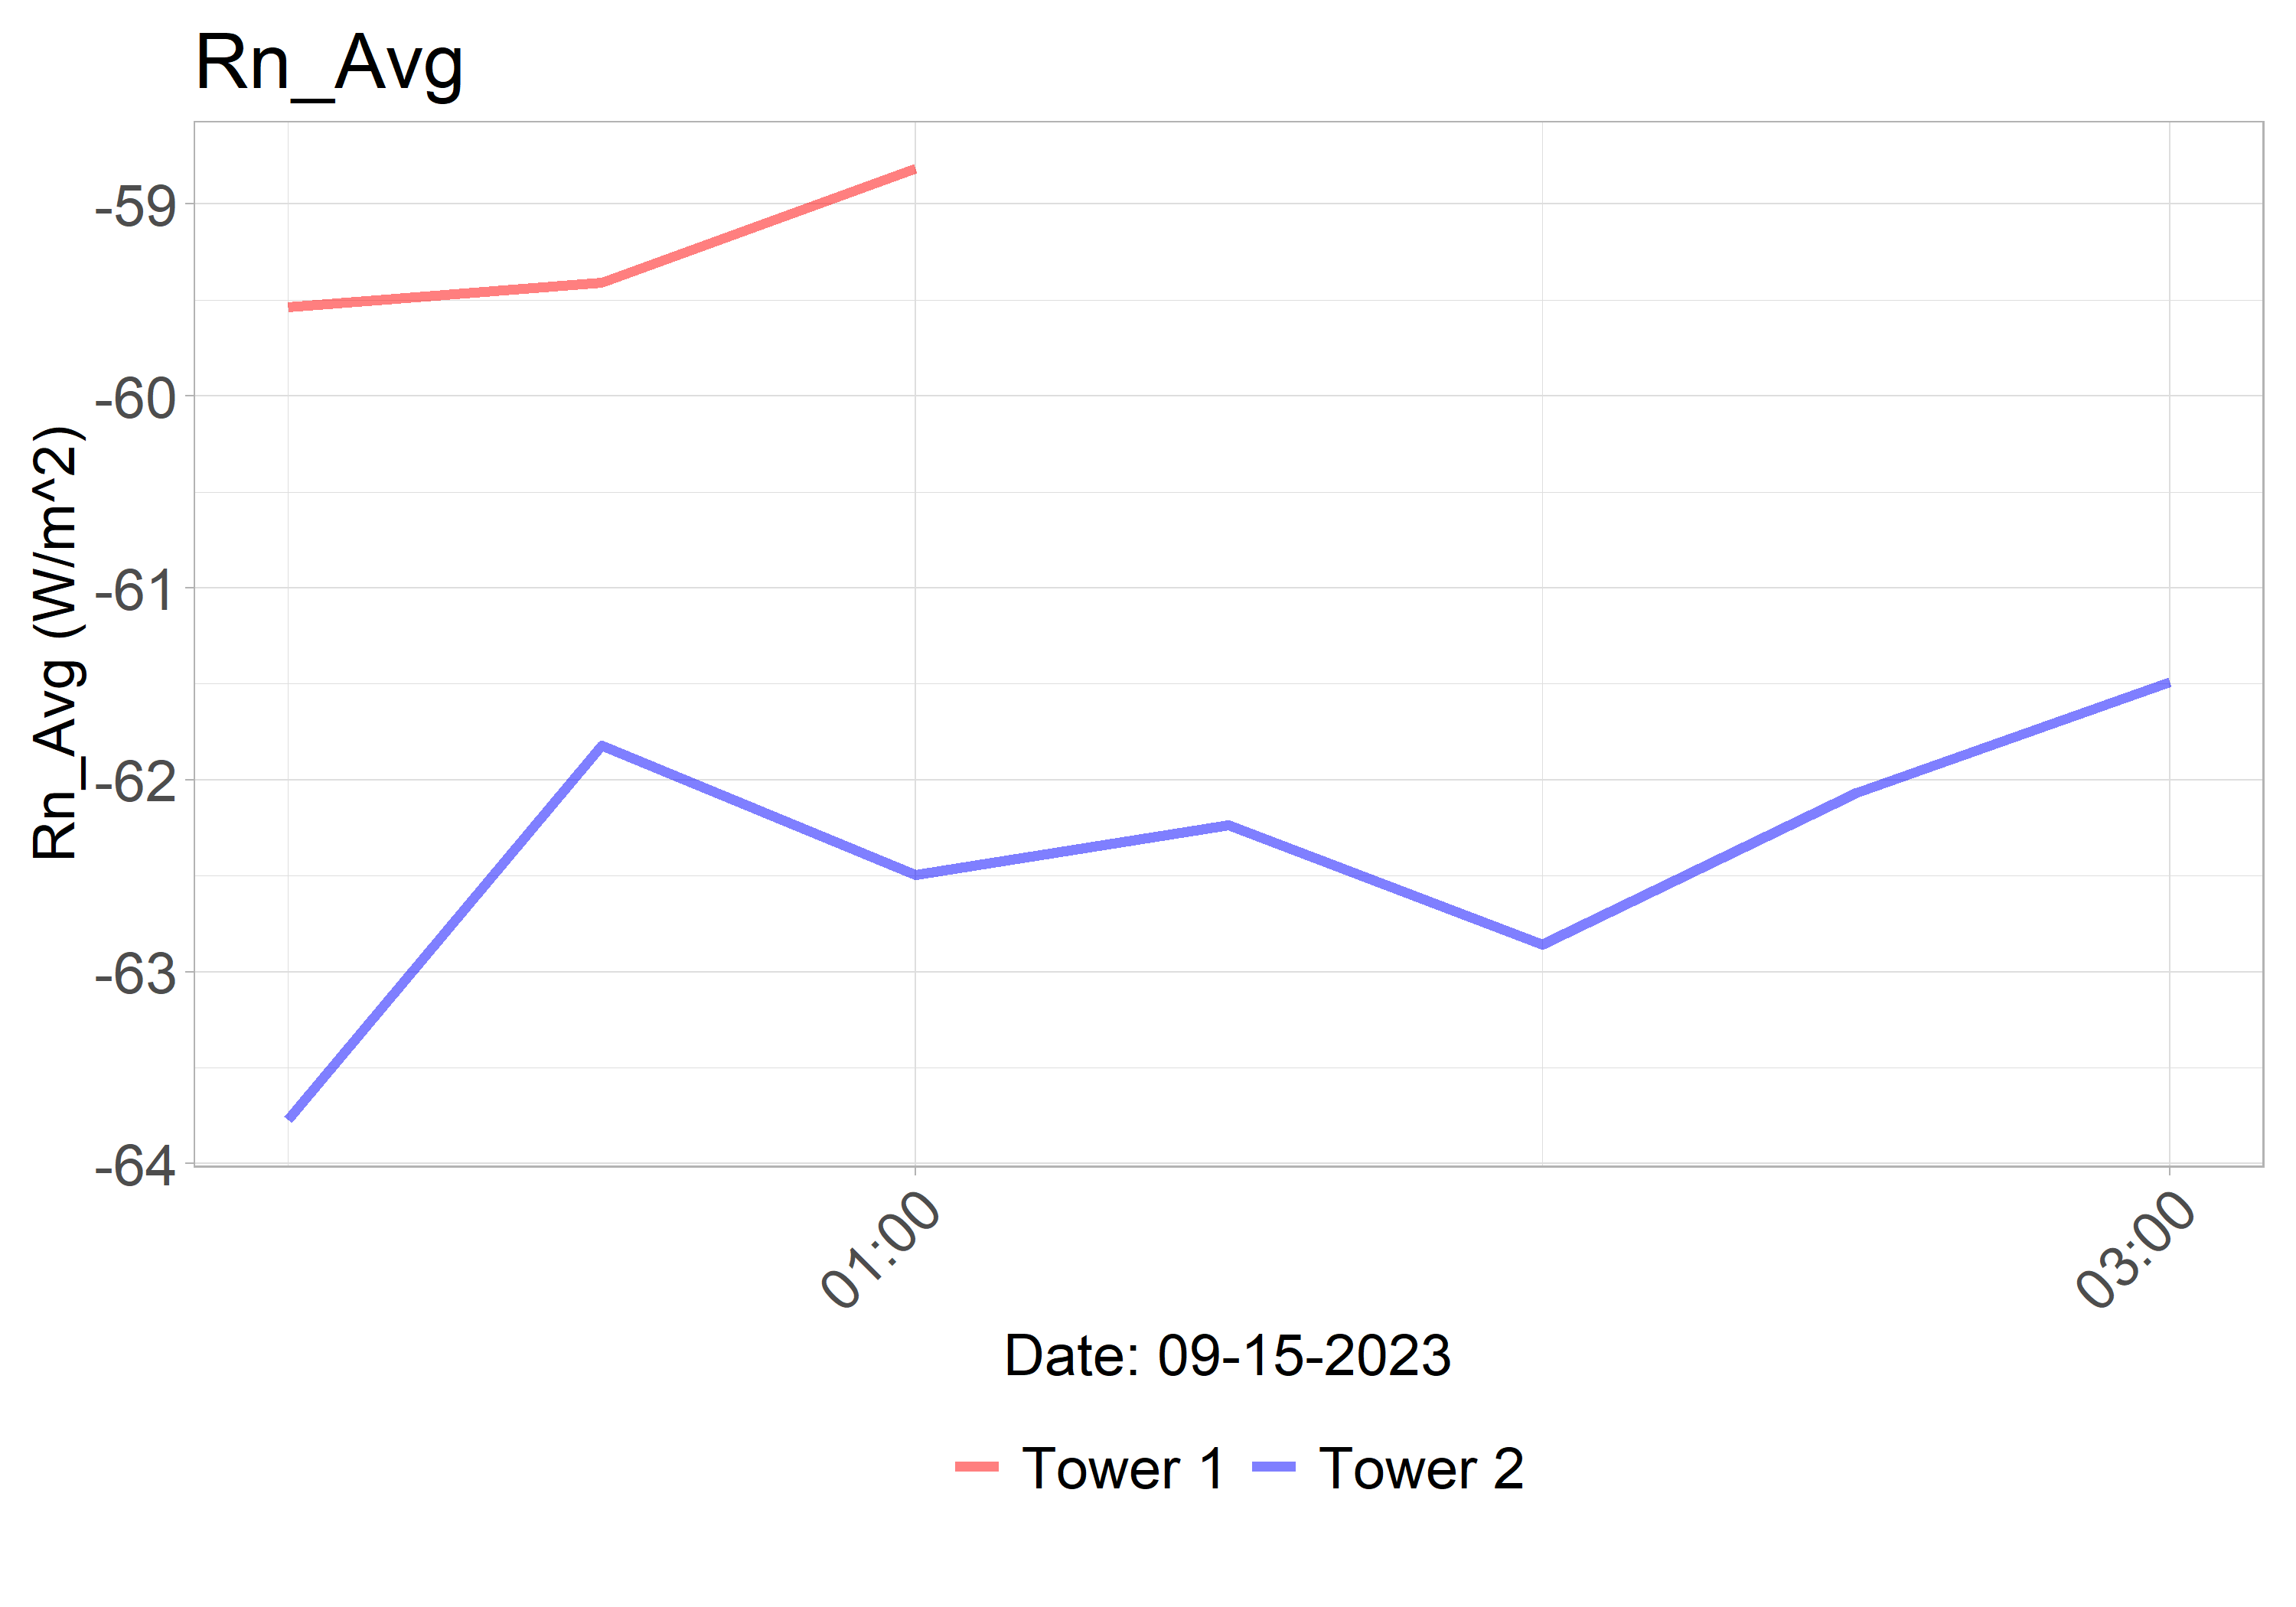 Rn_Avg
Rn_Avg (W/m^2)
-59
-60
-61
-62
-63
-64
01:00
03:00
Date: 09-15-2023
Tower 1
Tower 2